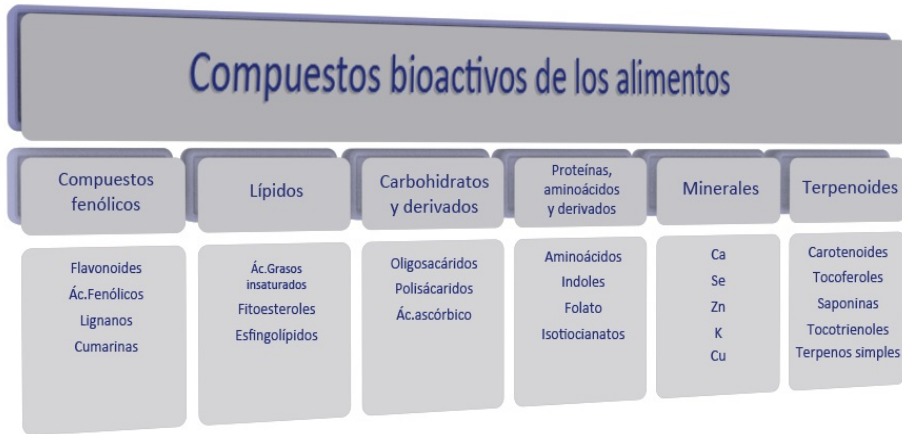 Compuestos bioactivos de los alimentos
Compuestos
fenólicos
Flavonoides
Ác.Fenólicos
Lignanos
Cumarinas
Lípidos
Ác.Grasos
insaturados
Fitoesteroles
Esfingolípidos
Carbohidratos
y derivados
Oligosacáridos
Polisácaridos
Ác.ascórbico
Proteínas,
aminoácidos
y derivados
Aminoácidos
Indoles
Folato
Isotiocianatos
Minerales
Ca
Se
Zn
K
Cu
Terpenoides
Carotenoides
Tocoferoles
Saponinas
Tocotrienoles
Terpenos simples